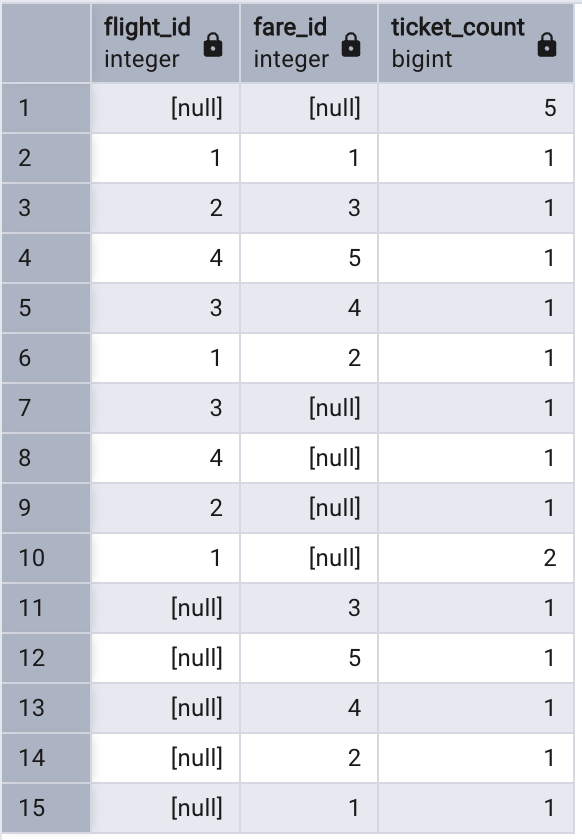 flight_id fare_id ticket_count
integer integer bigint
1 [null] [null] 5
2 1 1 1
3 2 3 1
4 4 5 1
5 3 4 1
6 1 2 1
7 3 [null] 1
8 4 [null] 1
9 2 [null] 1
10 1 [null] 2
11 [null] 3 1
12 [null] 5 1
13 [null] 4 1
14 [null] 2 1
15 [null] 1 1